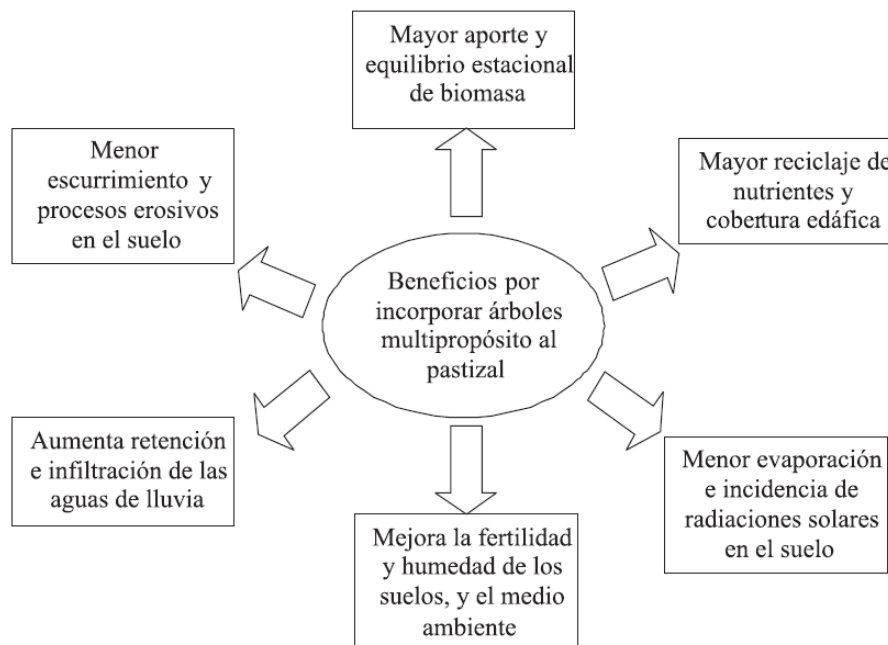 Mayor aporte y
equilibrio estacional
de biomasa
Menor
escurrimiento y
procesos erosivos
en el suelo
Mayor reciclaje de
nutrientes y
cobertura edáfica
Beneficios por
incorporar árboles
multipropósito al
pastizal
Aumenta retención
e infiltración de las
aguas de lluvia
Menor evaporación
e incidencia de
radiaciones solares
en el suelo
Mejora la fertilidad
y humedad de los
suelos, y el medio
ambiente